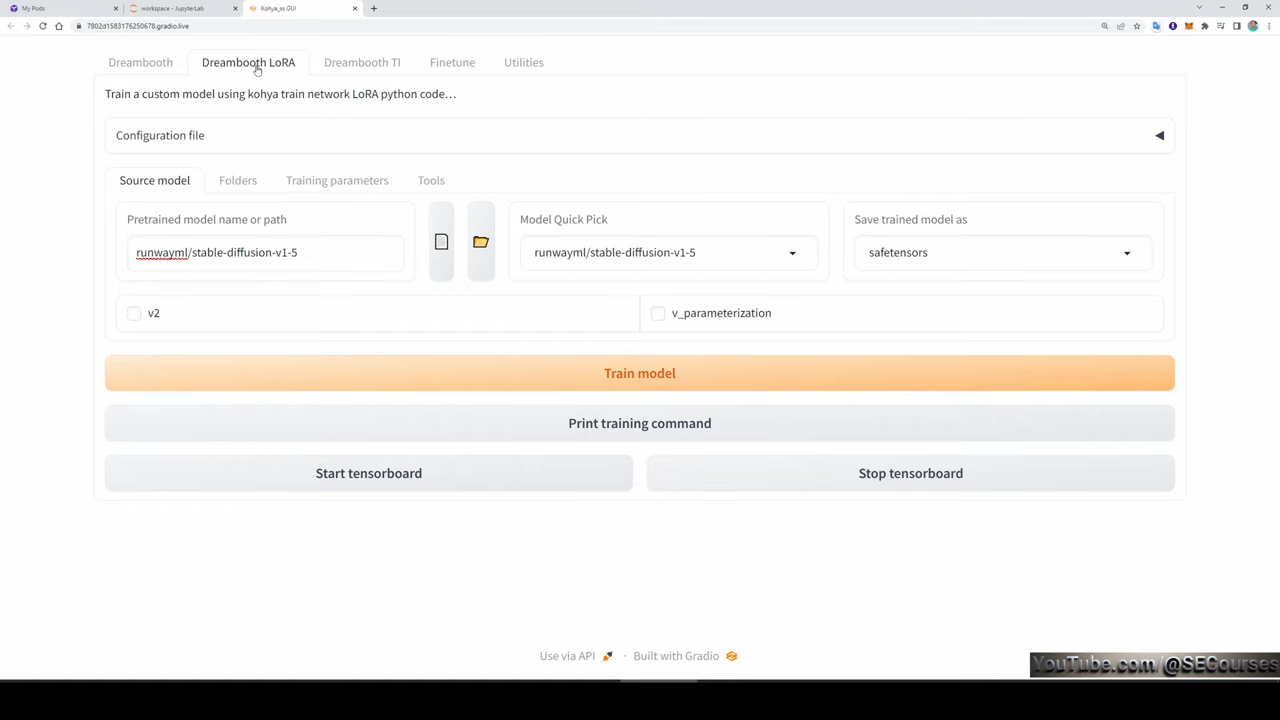 My Pods
workspace - JupyterLab
Kohya_ss GUI
7802d1583176250678.gradio.live
Dreambooth
Dreambooth LoRA
Dreambooth TI
Finetune
Utilities
Train a custom model using kohya train network LoRA python code…
Configuration file
Source model
Folders
Training parameters
Tools
Pretrained model name or path
Model Quick Pick
Save trained model as
runwayml/stable-diffusion-v1-5
runwayml/stable-diffusion-v1-5
safetensors
v2
v_parameterization
Train model
Print training command
Start tensorboard
Stop tensorboard
Use via API
· Built with Gradio
YouTube.com/@SECourses